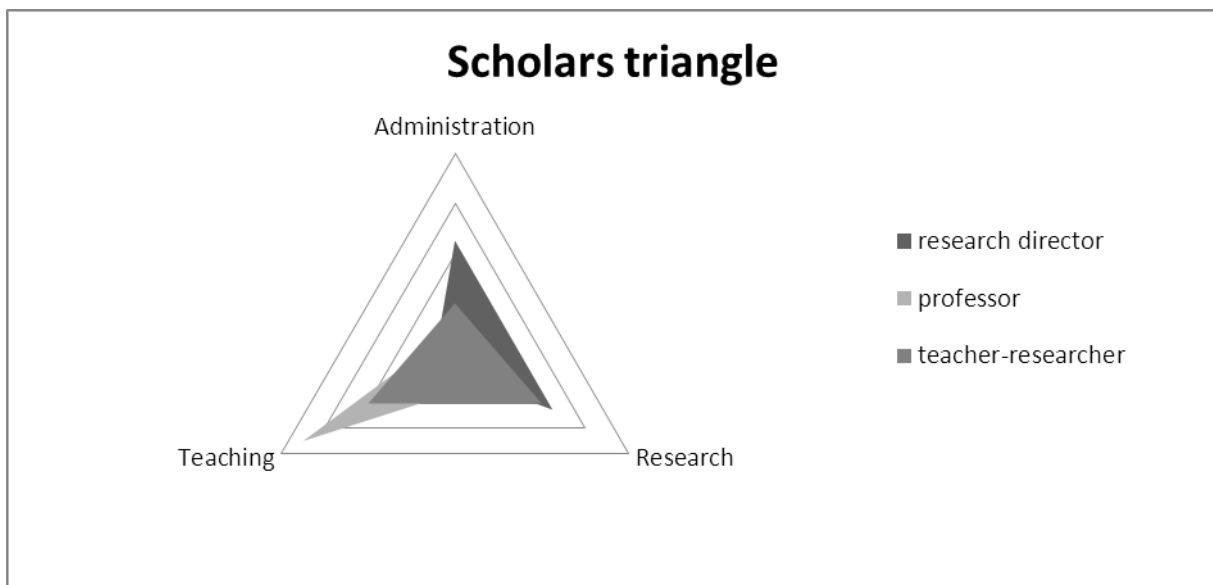 Scholars triangle
Administration
research director
professor
teacher-researcher
Teaching
Research